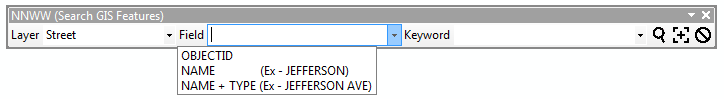 NNWW (Search GIS Features)
Layer Street Field Keyword
OBJECTID
NAME (Ex - JEFFERSON)
NAME + TYPE (Ex - JEFFERSON AVE)